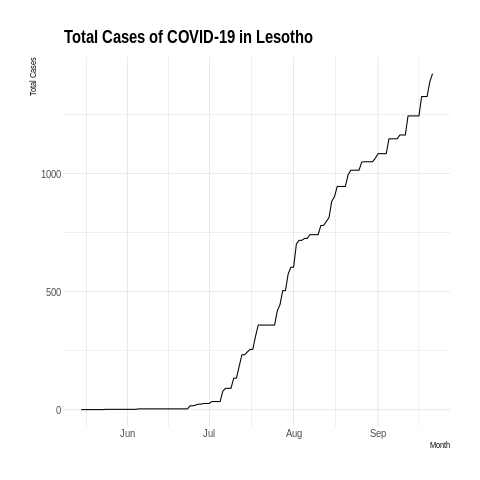 Total Cases of COVID-19 in Lesotho
Total Cases
1000
500
0
Jun Jul Aug Sep
Month